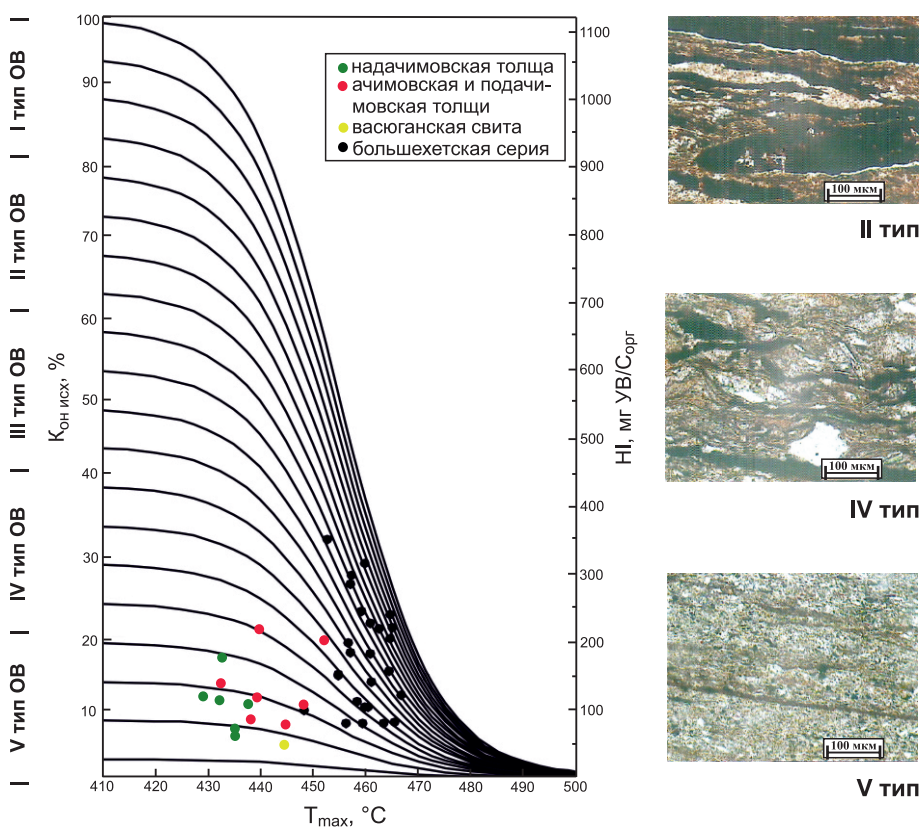 I тип ОВ
II тип ОВ
III тип ОВ
IV тип ОВ
V тип ОВ
Kон исх, %
100
90
80
70
60
50
40
30
20
10
надачимовская толща
ачимовская и подачи-
мовская толщи
васюганская свита
большехетская серия
1100
1000
900
800
700
600
500
400
300
200
100
HI, мг УВ/Cорг
410
420
430
440
450
460
470
480
490
500
Tmax, °C
100 мкм
II тип
100 мкм
IV тип
100 мкм
V тип